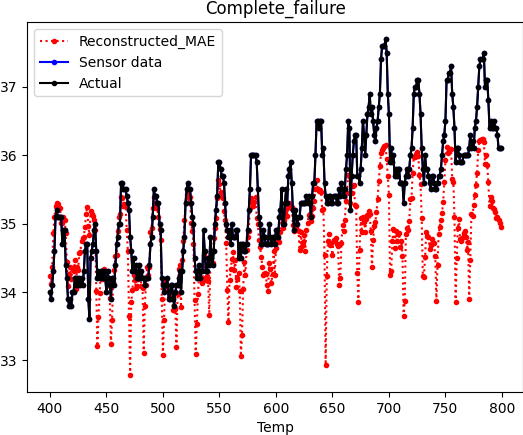 Complete_failure
Reconstructed_MAE
Sensor data
Actual
37
36
35
34
33
400 450 500 550 600 650 700 750 800
Temp